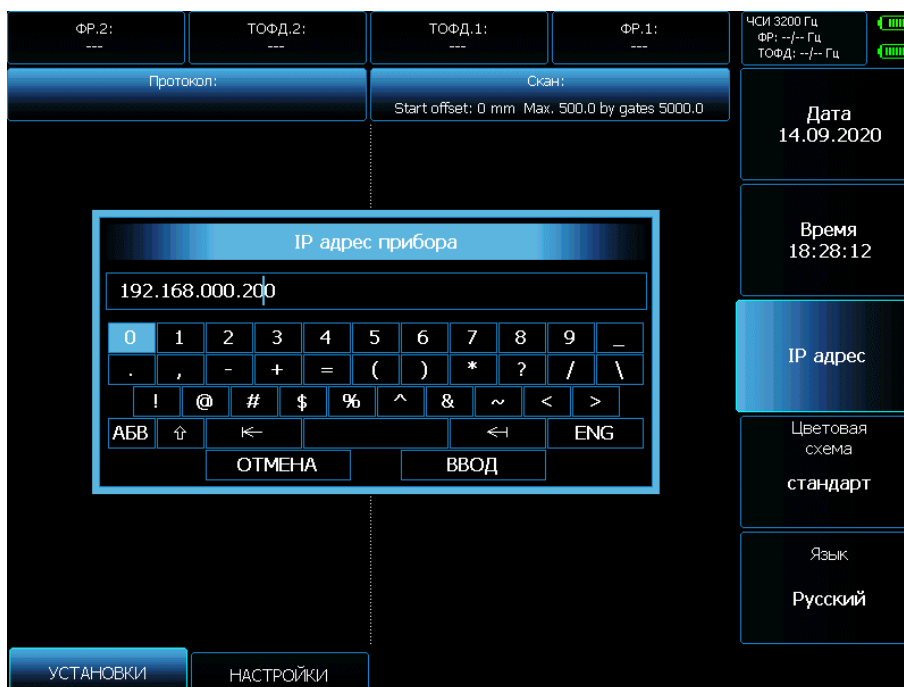 ФР.2:
---
ТОФД.2:
---
ТОФД.1:
---
ФР.1:
---
ЧСИ 3200 Гц
ФР: --/-- Гц
ТОФД: --/-- Гц
Протокол:
Скан:
Start offset: 0 mm Max. 500.0 by gates 5000.0
Дата
14.09.2020
Время
18:28:12
IP адрес
Цветовая
схема
стандарт
Язык
Русский
IP адрес прибора
192.168.000.200
0 1 2 3 4 5 6 7 8 9 _
. , - + = ( ) * ? / \
! @ # $ % ^ & ~ < >
АБВ ⇧ ENG
ОТМЕНА ВВОД
УСТАНОВКИ
НАСТРОЙКИ